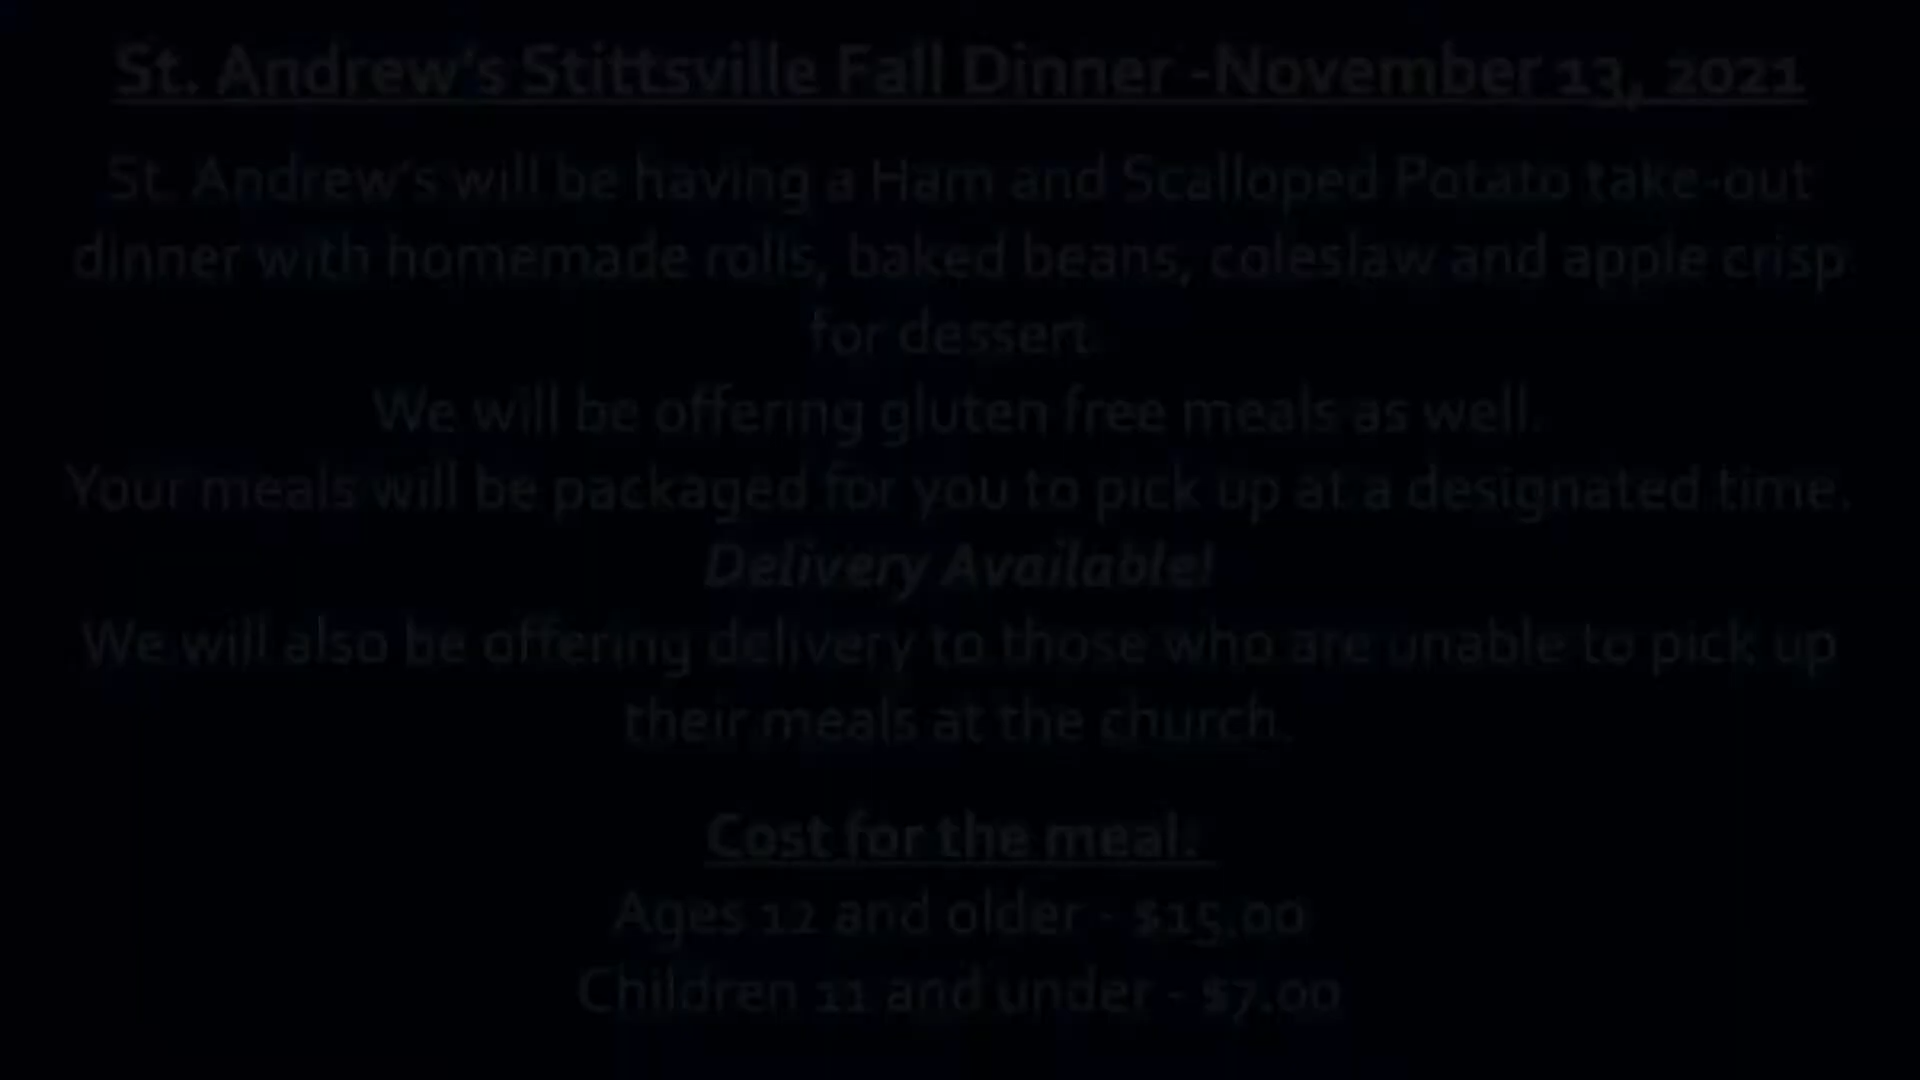 St. Andrew's Stittsville Fall Dinner -November 13, 2021
St. Andrew's will be having a Ham and Scalloped Potato take-out
dinner with homemade rolls, baked beans, coleslaw and apple crisp
for dessert.
We will be offering gluten free meals as well.
Your meals will be packaged for you to pick up at a designated time.
Delivery Available!
We will also be offering delivery to those who are unable to pick up
their meals at the church.
Cost for the meal:
Ages 12 and older - $15.00
Children 11 and under - $7.00